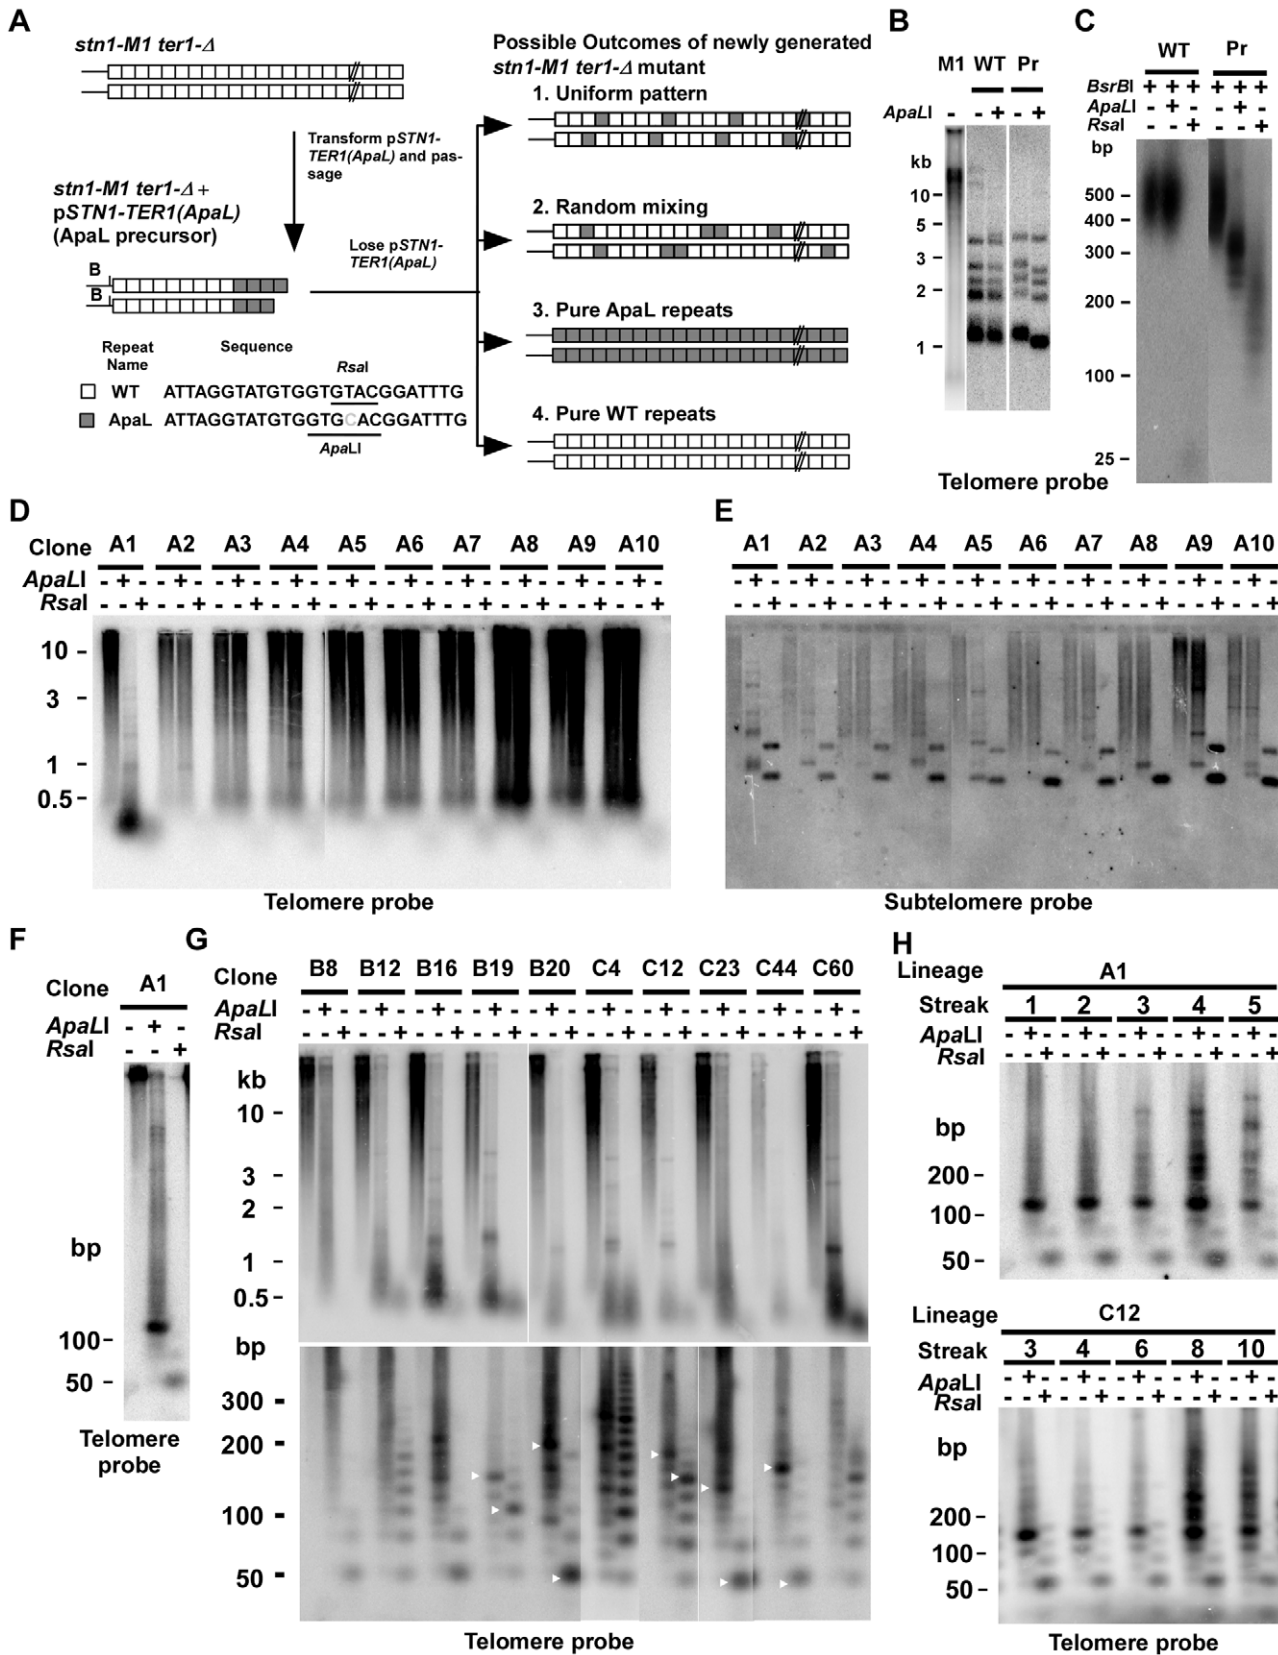 A
stn1-M1 ter1-Δ
Transform pSTN1-
TER1(ApaL) and pas-
sage
stn1-M1 ter1-Δ +
pSTN1-TER1(ApaL)
(ApaL precursor)
Lose pSTN1-
TER1(ApaL)
B
B
Repeat
Name
Sequence
RsaI
WT ATTAGGTATGTGGTGTACGGATTTG
ApaL ATTAGGTATGTGGTGCACGGATTTG
ApaLI
Possible Outcomes of newly generated
stn1-M1 ter1-Δ mutant
1. Uniform pattern
2. Random mixing
3. Pure ApaL repeats
4. Pure WT repeats
B
M1 WT Pr
ApaLI - - + - +
kb
10
5
3
2
1
C
WT Pr
BsrBI + + + + + +
ApaLI - + - - + -
RsaI - - + - - +
bp
500
400
300
200
100
25
Telomere probe
D
Clone A1 A2 A3 A4 A5 A6 A7 A8 A9 A10
ApaLI - + - - + - - + - - + - - + - - + - - + - - + - - + - - + -
RsaI - - + - - + - - + - - + - - + - - + - - + - - + - - + - - +
10
3
1
0.5
Telomere probe
E
A1 A2 A3 A4 A5 A6 A7 A8 A9 A10
- + - - + - - + - - + - - + - - + - - + - - + - - + - - + -
- - + - - + - - + - - + - - + - - + - - + - - + - - + - - +
Subtelomere probe
F
Clone A1
ApaLI - + -
RsaI - - +
bp
100
50
Telomere
probe
G
Clone B8 B12 B16 B19 B20 C4 C12 C23 C44 C60
ApaLI - + - - + - - + - - + - - + - - + - - + - - + - - + - - + -
RsaI - - + - - + - - + - - + - - + - - + - - + - - + - - + - - +
kb
10
3
2
1
0.5
bp
300
200
100
50
Telomere probe
H
Lineage A1
Streak 1 2 3 4 5
ApaLI - + - - + - - + - - + - - + -
RsaI - - + - - + - - + - - + - - +
bp
200
100
50
Lineage C12
Streak 3 4 6 8 10
ApaLI - + - - + - - + - - + - - + -
RsaI - - + - - + - - + - - + - - +
bp
200
100
50
Telomere probe